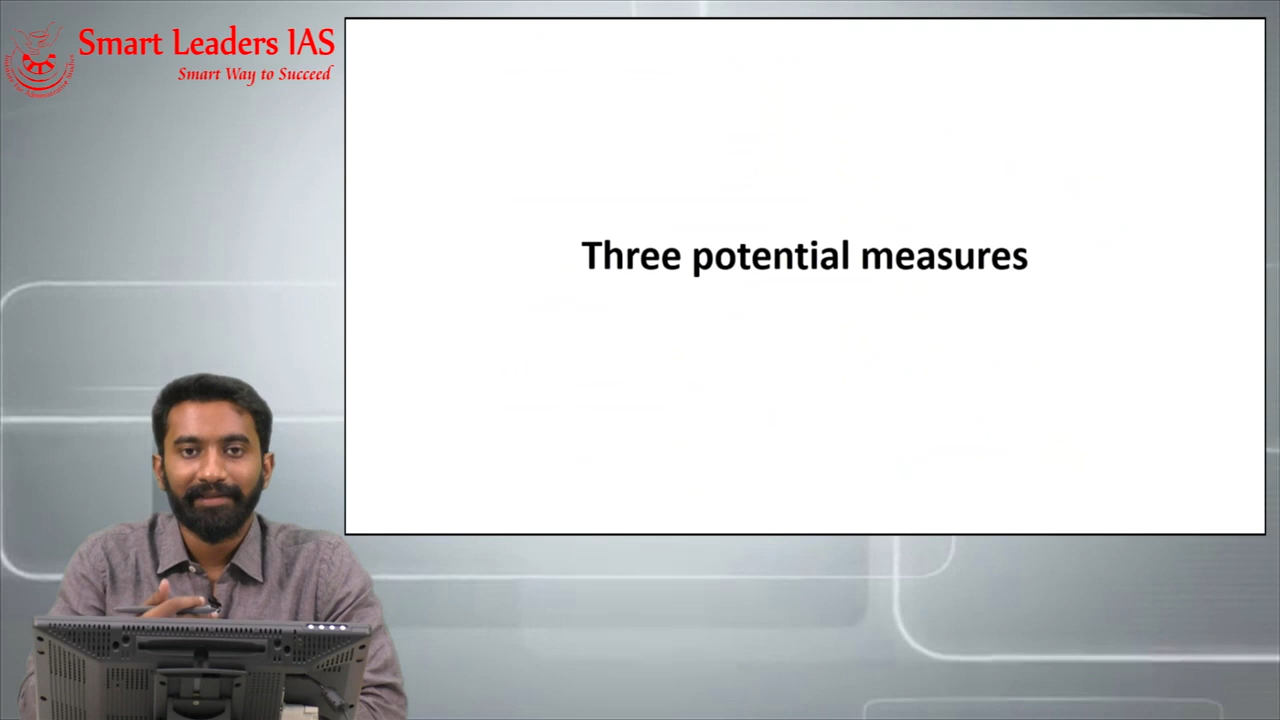 Smart Leaders IAS
Smart Way to Succeed
Three potential measures